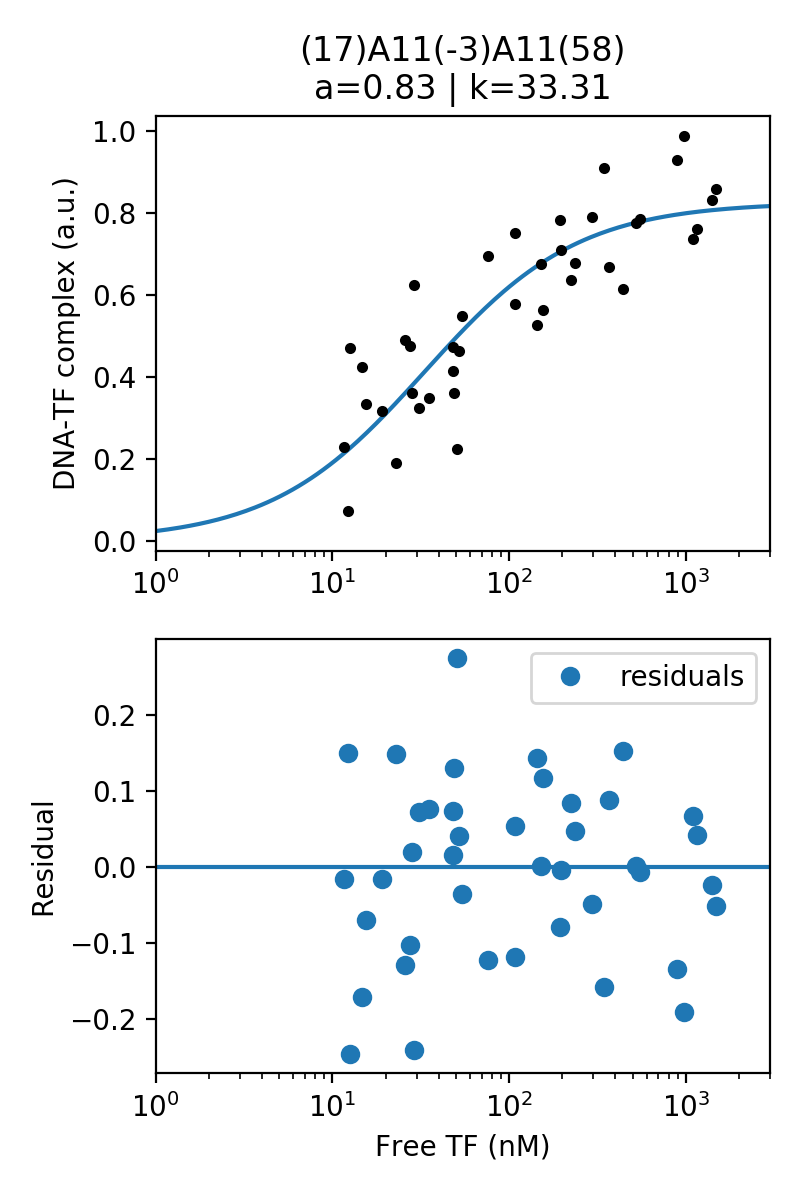 (17)A11(-3)A11(58)
a=0.83 | k=33.31
DNA-TF complex (a.u.)
1.0
0.8
0.6
0.4
0.2
0.0
10⁰ 10¹ 10² 10³
residuals
Residual
0.2
0.1
0.0
−0.1
−0.2
10⁰ 10¹ 10² 10³
Free TF (nM)